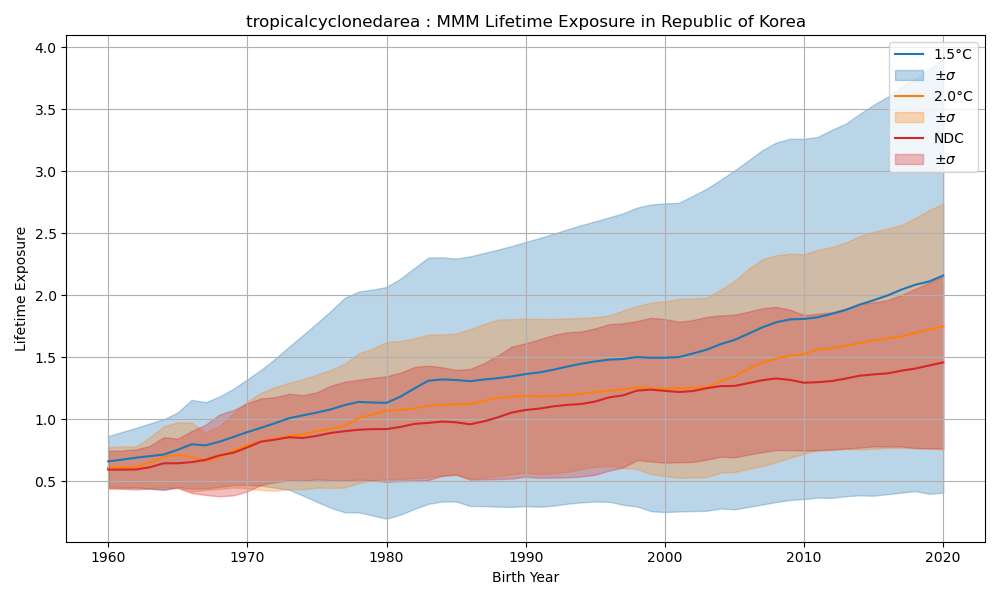 tropicalcyclonedarea : MMM Lifetime Exposure in Republic of Korea
4.0
3.5
3.0
2.5
2.0
1.5
1.0
0.5
Lifetime Exposure
1960
1970
1980
1990
2000
2010
2020
Birth Year
1.5°C
±σ
2.0°C
±σ
NDC
±σ